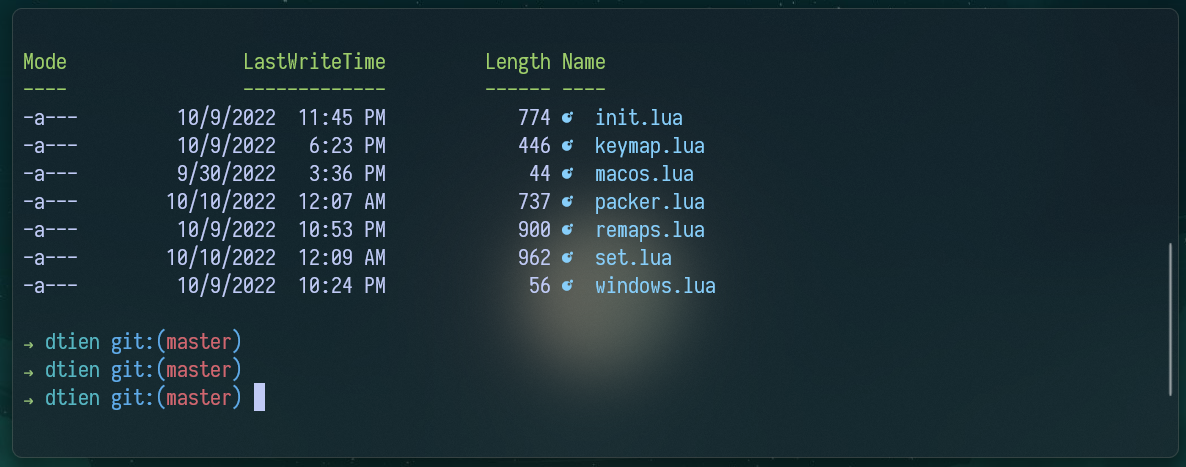 Mode                LastWriteTime         Length Name
----                -------------         ------ ----
-a---         10/9/2022  11:45 PM            774   init.lua
-a---         10/9/2022   6:23 PM            446   keymap.lua
-a---         9/30/2022   3:36 PM             44   macos.lua
-a---        10/10/2022  12:07 AM            737   packer.lua
-a---         10/9/2022  10:53 PM            900   remaps.lua
-a---        10/10/2022  12:09 AM            962   set.lua
-a---         10/9/2022  10:24 PM             56   windows.lua
→ dtien git:(master)
→ dtien git:(master)
→ dtien git:(master)